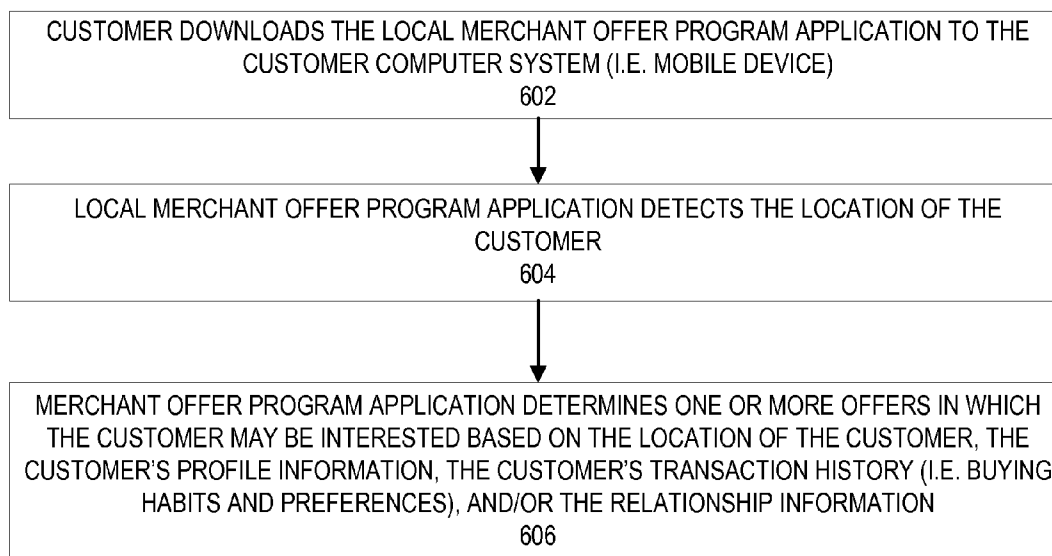 CUSTOMER DOWNLOADS THE LOCAL MERCHANT OFFER PROGRAM APPLICATION TO THE
CUSTOMER COMPUTER SYSTEM (I.E. MOBILE DEVICE)
602
LOCAL MERCHANT OFFER PROGRAM APPLICATION DETECTS THE LOCATION OF THE
CUSTOMER
604
MERCHANT OFFER PROGRAM APPLICATION DETERMINES ONE OR MORE OFFERS IN WHICH
THE CUSTOMER MAY BE INTERESTED BASED ON THE LOCATION OF THE CUSTOMER, THE
CUSTOMER'S PROFILE INFORMATION, THE CUSTOMER'S TRANSACTION HISTORY (I.E. BUYING
HABITS AND PREFERENCES), AND/OR THE RELATIONSHIP INFORMATION
606